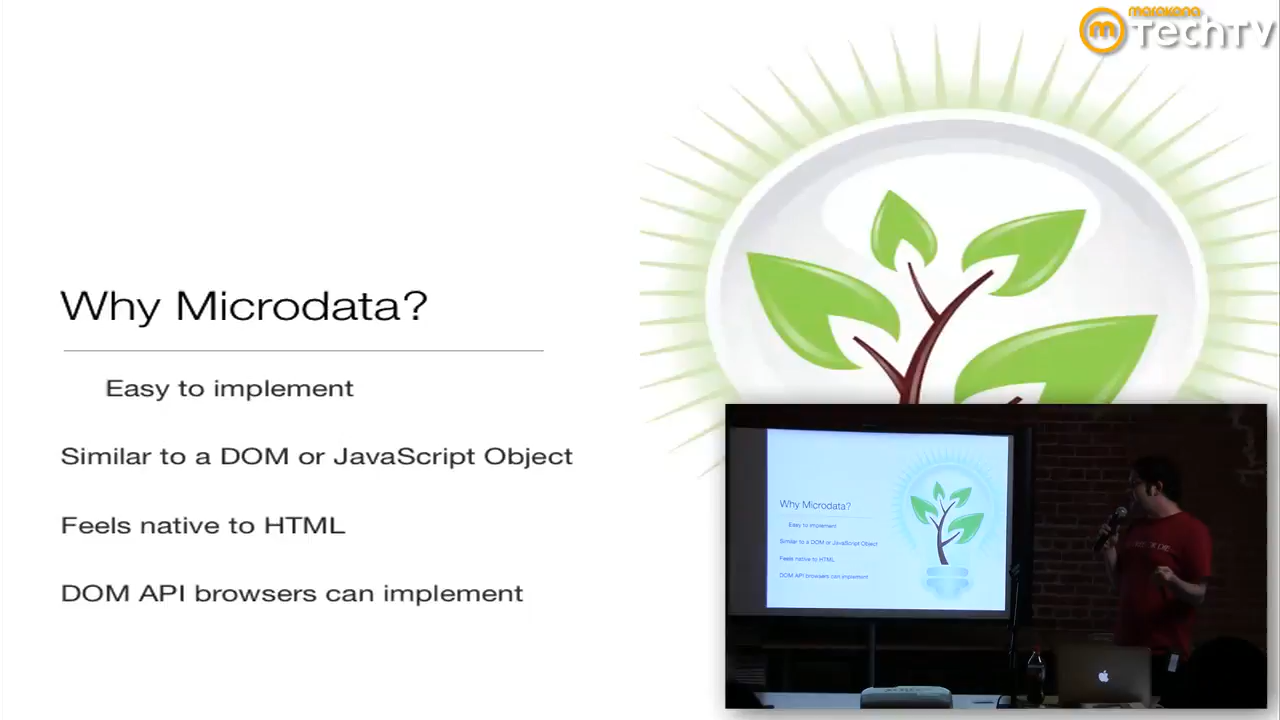 marakana
m TechTV
Why Microdata?
Easy to implement
Similar to a DOM or JavaScript Object
Feels native to HTML
DOM API browsers can implement
Why Microdata?
Easy to implement
Similar to a DOM or JavaScript Object
Feels native to HTML
DOM API browsers can implement